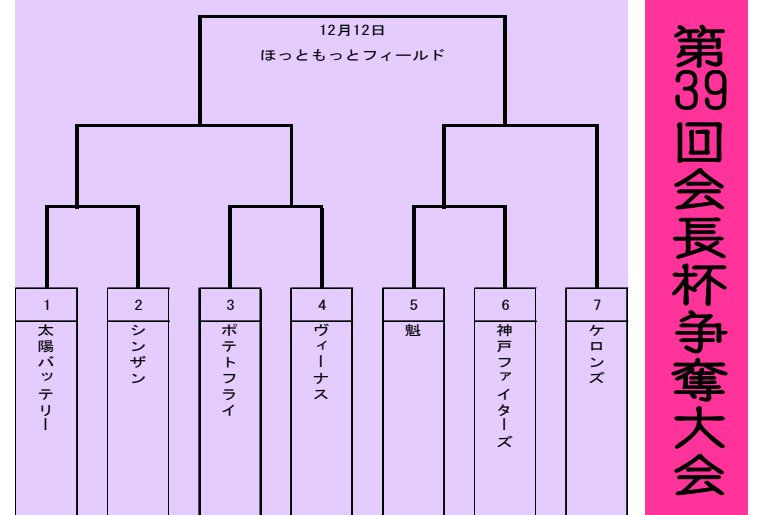 12月12日
ほっともっとフィールド
1
2
3
4
5
6
7
太陽バッテリー
シンザン
ポテトフライ
ヴィーナス
魁
神戸ファイターズ
ケロンズ
第39回会長杯争奪大会